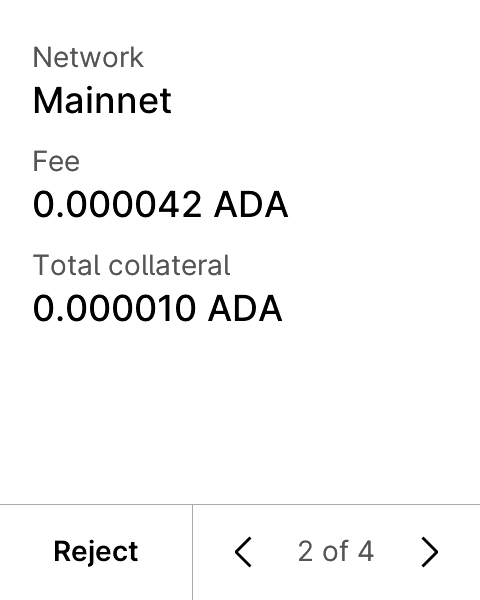 Network
Mainnet
Fee
0.000042 ADA
Total collateral
0.000010 ADA
Reject
2 of 4